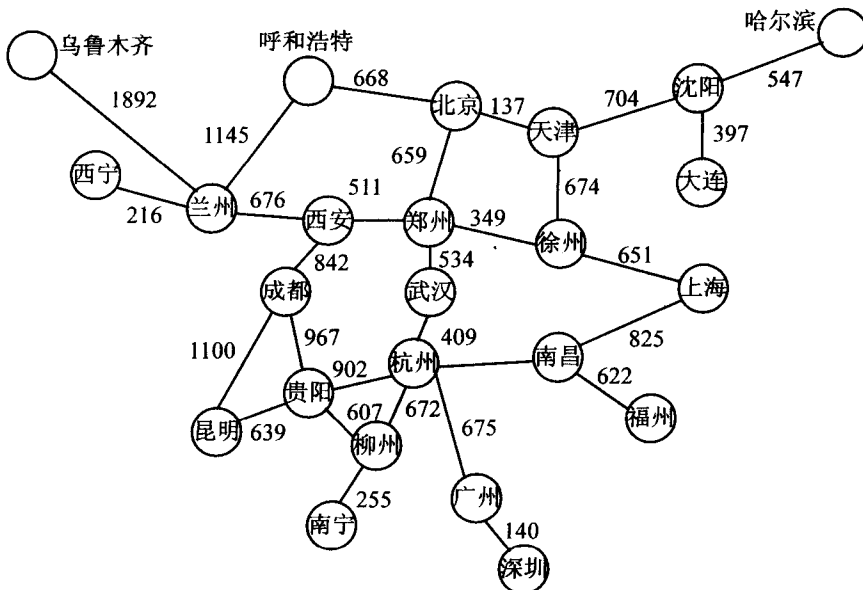 哈尔滨
乌鲁木齐
呼和浩特
668
北京
137
天津
704
沈阳
547
1892
1145
659
397
西宁
674
大连
216
兰州
676
西安
511
郑州
349
徐州
651
842
534
成都
武汉
上海
1100
967
902
409
杭州
南昌
825
贵阳
672
622
昆明
639
607
柳州
675
福州
255
广州
南宁
140
深圳